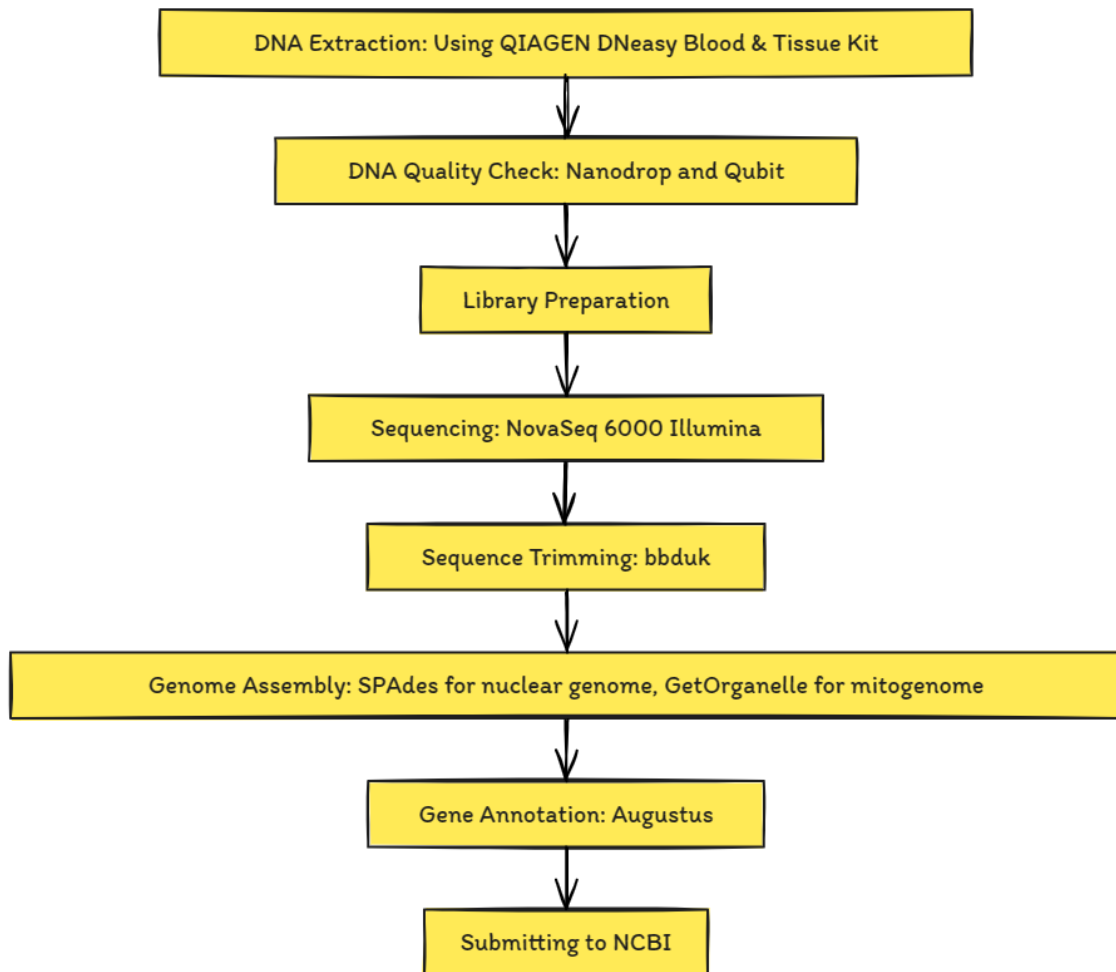 DNA Extraction: Using QIAGEN DNeasy Blood & Tissue Kit
DNA Quality Check: Nanodrop and Qubit
Library Preparation
Sequencing: NovaSeq 6000 Illumina
Sequence Trimming: bbduk
Genome Assembly: SPAdes for nuclear genome, GetOrganelle for mitogenome
Gene Annotation: Augustus
Submitting to NCBI